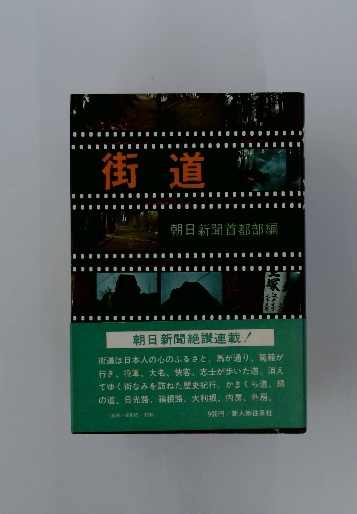 街道
朝日新聞首都部編
朝日新聞絶讃連載!
街道は日本人の心のふるさと。馬が通り、駕籠が
行き、将軍、大名、侠客、志士が歩いた道。消え
てゆく街なみを訪ねた歴史紀行。かまくら道、絹
の道、日光路、箱根路、大利根、内房、外房。
900円/新人物往来社